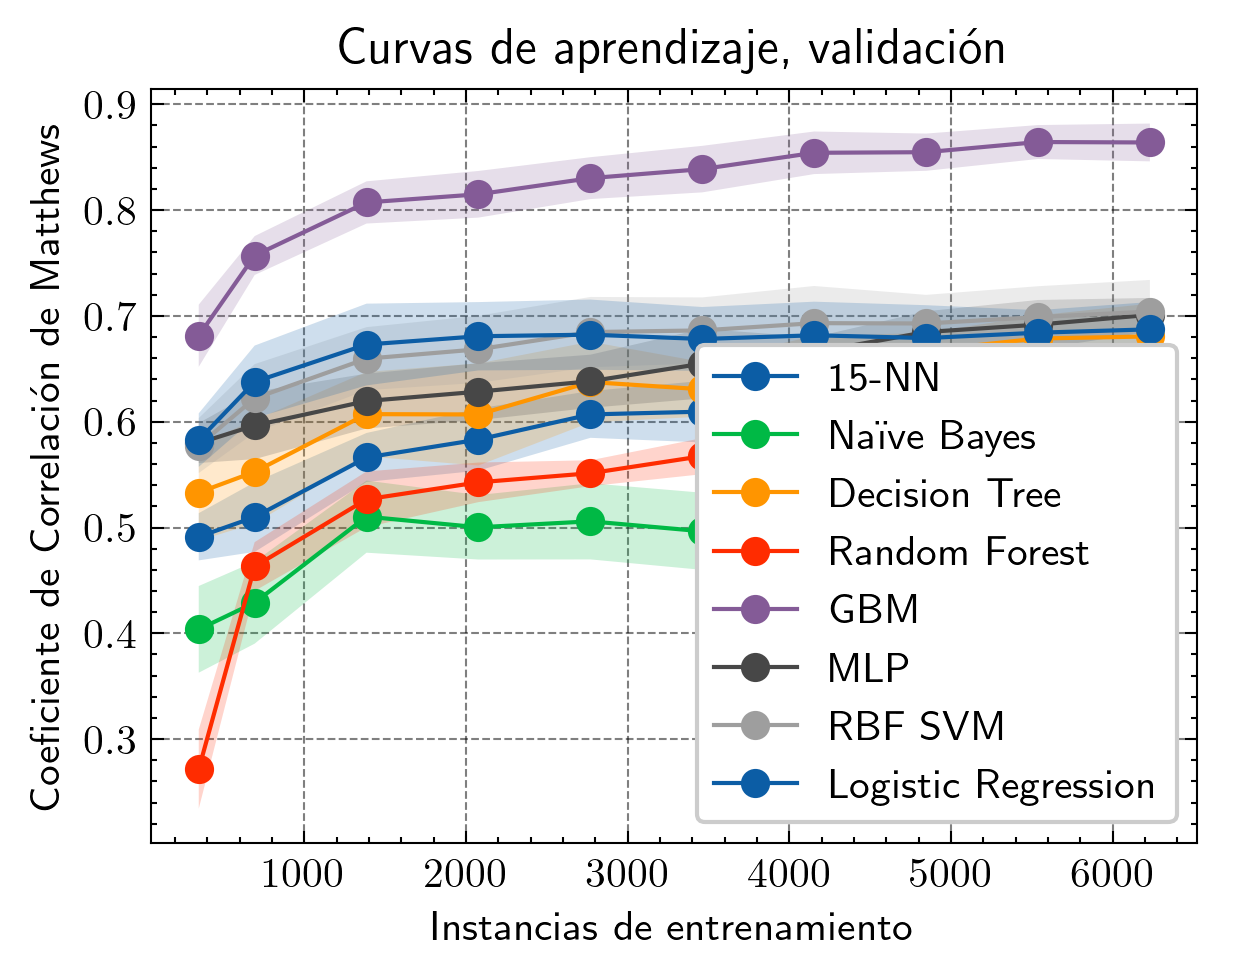 Curvas de aprendizaje, validación
Coeficiente de Correlación de Matthews
0.9
0.8
0.7
0.6
0.5
0.4
0.3
15-NN
Naïve Bayes
Decision Tree
Random Forest
GBM
MLP
RBF SVM
Logistic Regression
1000 2000 3000 4000 5000 6000
Instancias de entrenamiento